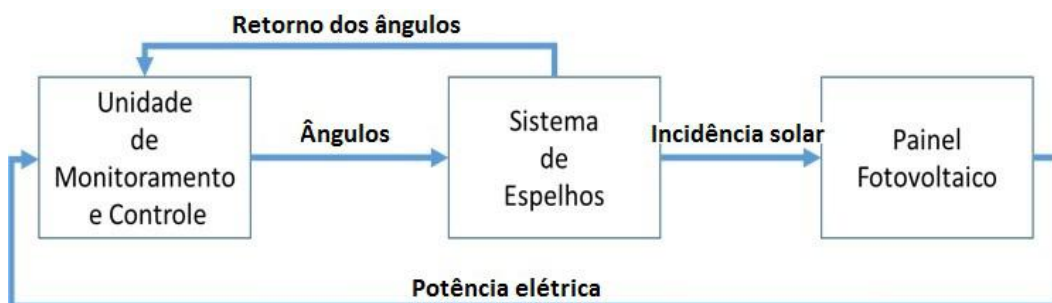 Retorno dos ângulos
Unidade
de
Monitoramento
e Controle
Ângulos
Sistema
de
Espelhos
Incidência solar
Painel
Fotovoltaico
Potência elétrica